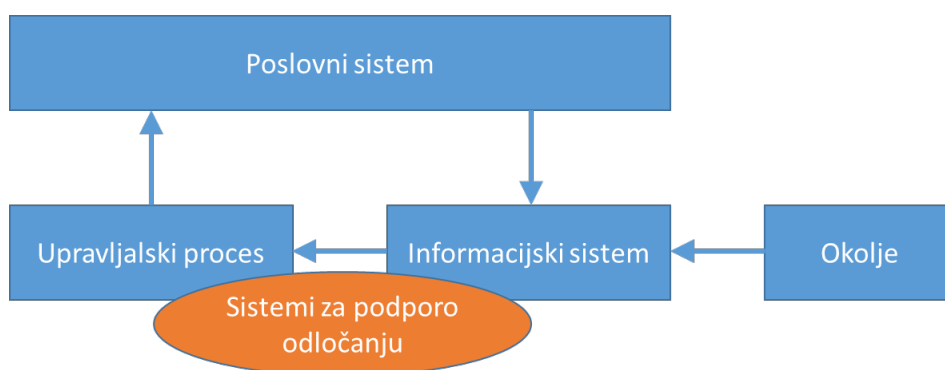 Poslovni sistem
Upravljalski proces
Informacijski sistem
Okolje
Sistemi za podporo
odločanju